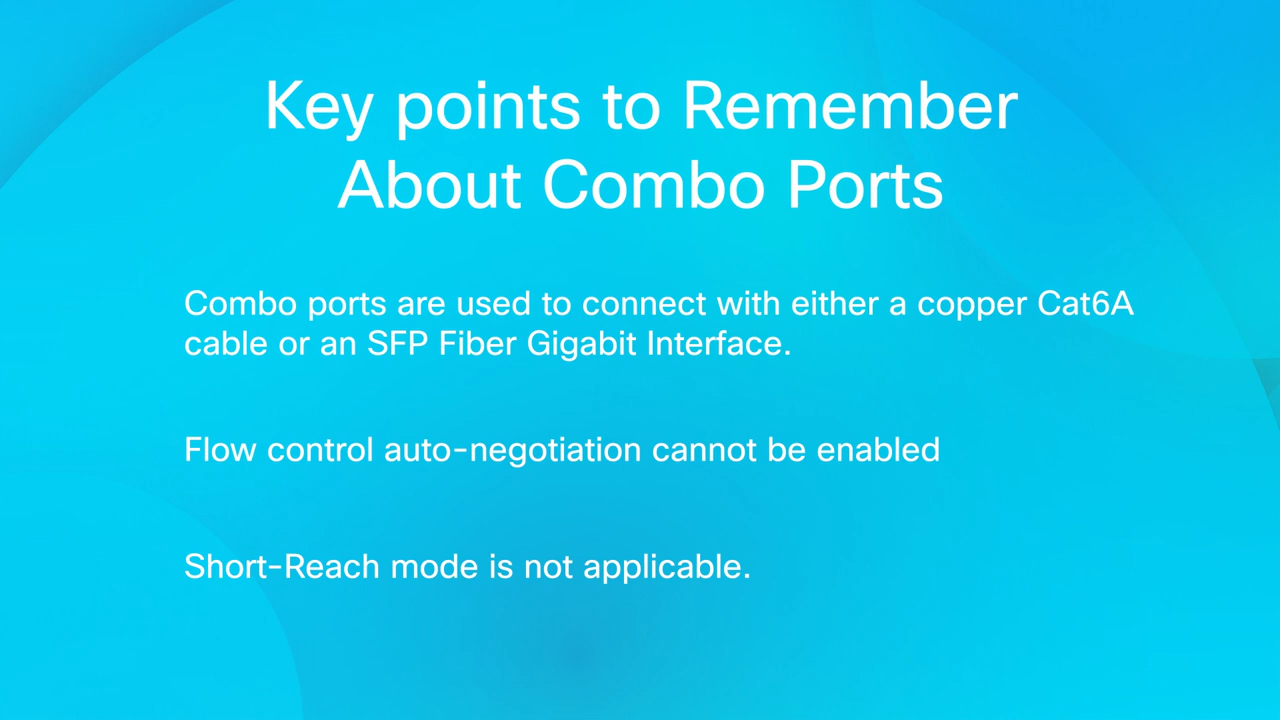 Key points to Remember
About Combo Ports
Combo ports are used to connect with either a copper Cat6A
cable or an SFP Fiber Gigabit Interface.
Flow control auto-negotiation cannot be enabled
Short-Reach mode is not applicable.